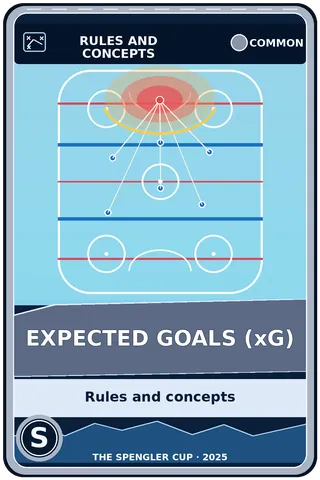 RULES AND
CONCEPTS
COMMON
EXPECTED GOALS (xG)
Rules and concepts
S
THE SPENGLER CUP · 2025